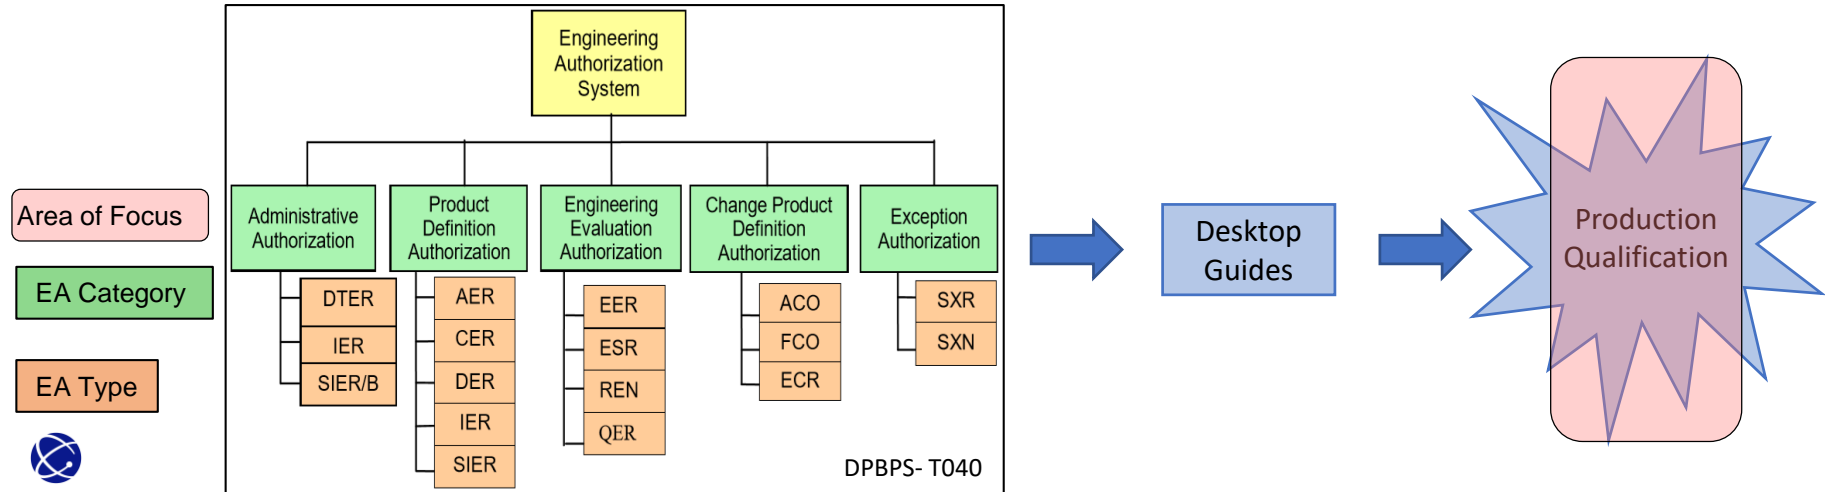 Area of Focus
EA Category
EA Type
Engineering
Authorization
System
Administrative
Authorization
DTER
IER
SIER/B
Product
Definition
Authorization
AER
CER
DER
IER
SIER
Engineering
Evaluation
Authorization
EER
ESR
REN
QER
Change Product
Definition
Authorization
ACO
FCO
ECR
Exception
Authorization
SXR
SXN
DPBPS- T040
Desktop
Guides
Production
Qualification